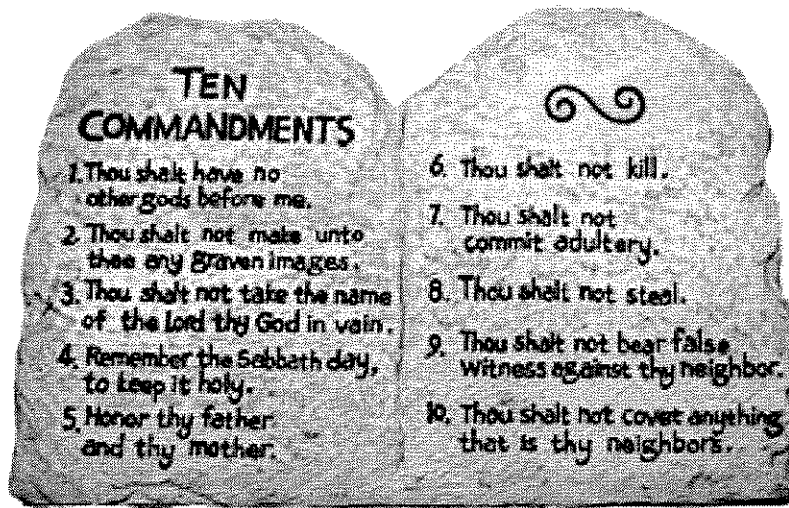 TEN
COMMANDMENTS
1. Thou shalt have no
other gods before me.
2. Thou shalt not make unto
thee any graven images.
3. Thou shalt not take the name
of the Lord thy God in vain.
4. Remember the Sabbath day,
to keep it holy.
5. Honor thy father
and thy mother.
6. Thou shalt not kill.
7. Thou shalt not
commit adultery.
8. Thou shalt not steal.
9. Thou shalt not bear false
witness against thy neighbor.
10. Thou shalt not covet anything
that is thy neighbors.